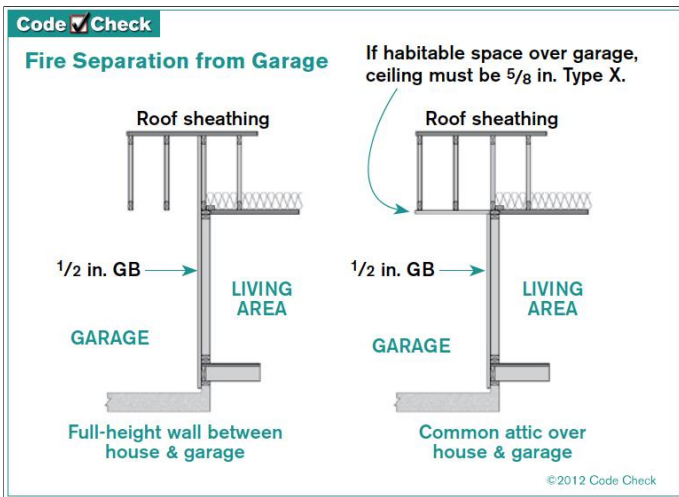 Code Check
Fire Separation from Garage
If habitable space over garage,
ceiling must be 5/8 in. Type X.
Roof sheathing
1/2 in. GB
LIVING
AREA
GARAGE
Full-height wall between
house & garage
Roof sheathing
1/2 in. GB
LIVING
AREA
GARAGE
Common attic over
house & garage
©2012 Code Check